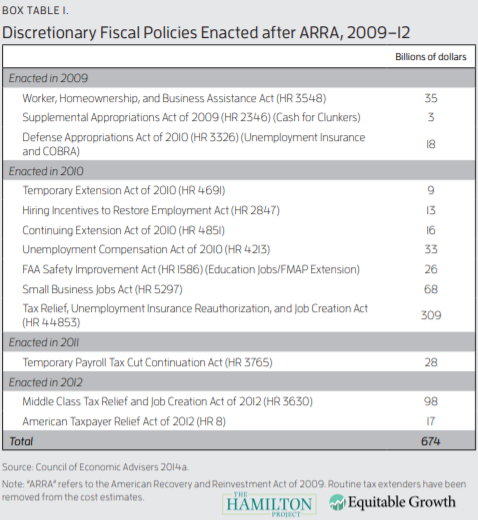 BOX TABLE 1.
Discretionary Fiscal Policies Enacted after ARRA, 2009–12
Billions of dollars
Enacted in 2009
Worker, Homeownership, and Business Assistance Act (HR 3548) 35
Supplemental Appropriations Act of 2009 (HR 2346) (Cash for Clunkers) 3
Defense Appropriations Act of 2010 (HR 3326) (Unemployment Insurance
and COBRA) 18
Enacted in 2010
Temporary Extension Act of 2010 (HR 4691) 9
Hiring Incentives to Restore Employment Act (HR 2847) 13
Continuing Extension Act of 2010 (HR 4851) 16
Unemployment Compensation Act of 2010 (HR 4213) 33
FAA Safety Improvement Act (HR 1586) (Education Jobs/FMAP Extension) 26
Small Business Jobs Act (HR 5297) 68
Tax Relief, Unemployment Insurance Reauthorization, and Job Creation Act
(HR 44853) 309
Enacted in 2011
Temporary Payroll Tax Cut Continuation Act (HR 3765) 28
Enacted in 2012
Middle Class Tax Relief and Job Creation Act of 2012 (HR 3630) 98
American Taxpayer Relief Act of 2012 (HR 8) 17
Total 674
Source: Council of Economic Advisers 2014a.
Note: "ARRA" refers to the American Recovery and Reinvestment Act of 2009. Routine tax extenders have been
removed from the cost estimates.
THE
HAMILTON
PROJECT
Equitable Growth